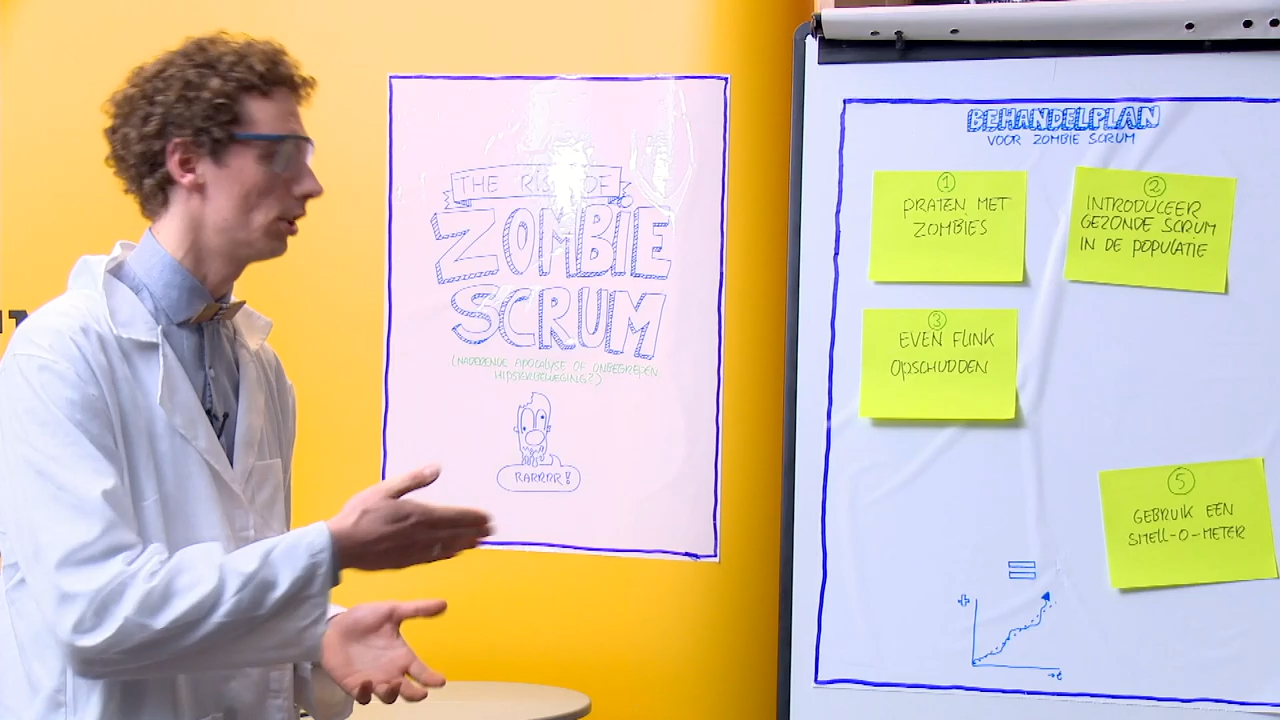 THE RISE OF
ZOMBIE
SCRUM
(NADERENDE APOCALYPSE OF ONBEGREPEN
HIPSTERBEWEGING?)
RARRRR!
BEHANDELPLAN
VOOR ZOMBIE SCRUM
1
PRATEN MET
ZOMBIES
2
INTRODUCEER
GEZONDE SCRUM
IN DE POPULATIE
3
EVEN FLINK
OPSCHUDDEN
5
GEBRUIK EEN
SMELL-O-METER
=
→t